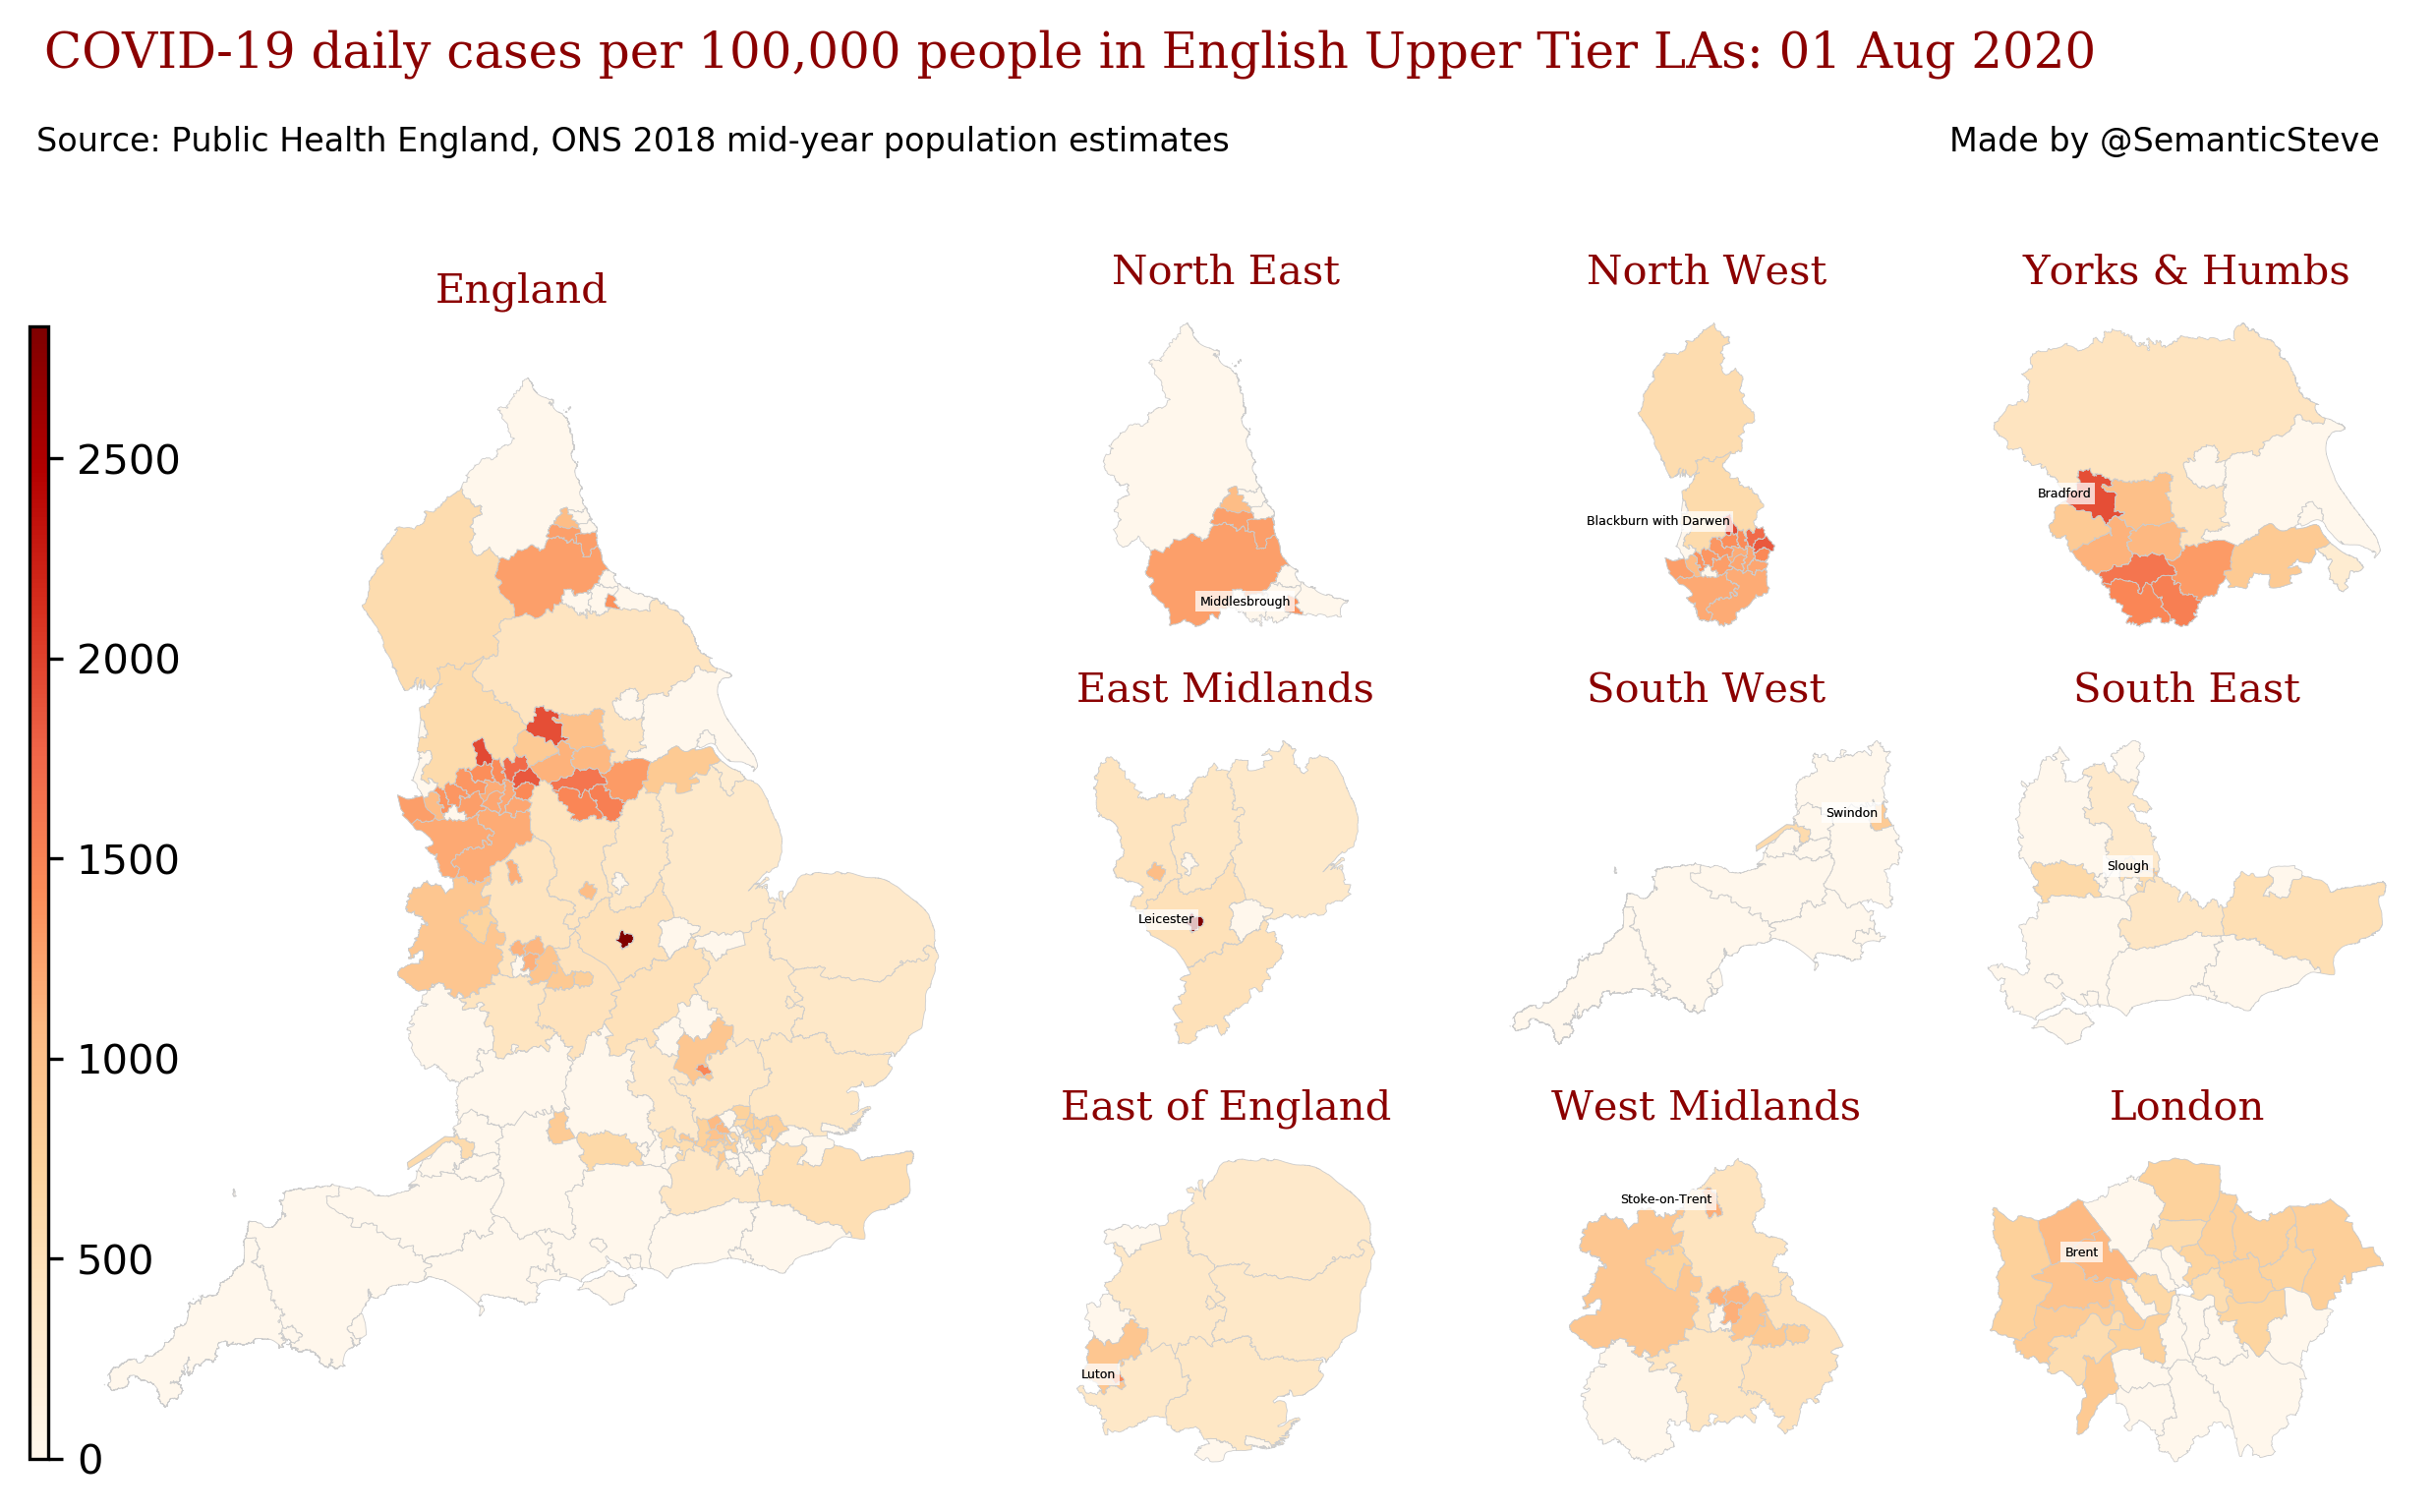 COVID-19 daily cases per 100,000 people in English Upper Tier LAs: 01 Aug 2020
Source: Public Health England, ONS 2018 mid-year population estimates
Made by @SemanticSteve
England
2500
2000
1500
1000
500
0
North East
Middlesbrough
North West
Blackburn with Darwen
Yorks & Humbs
Bradford
East Midlands
Leicester
South West
Swindon
South East
Slough
East of England
Luton
West Midlands
Stoke-on-Trent
London
Brent